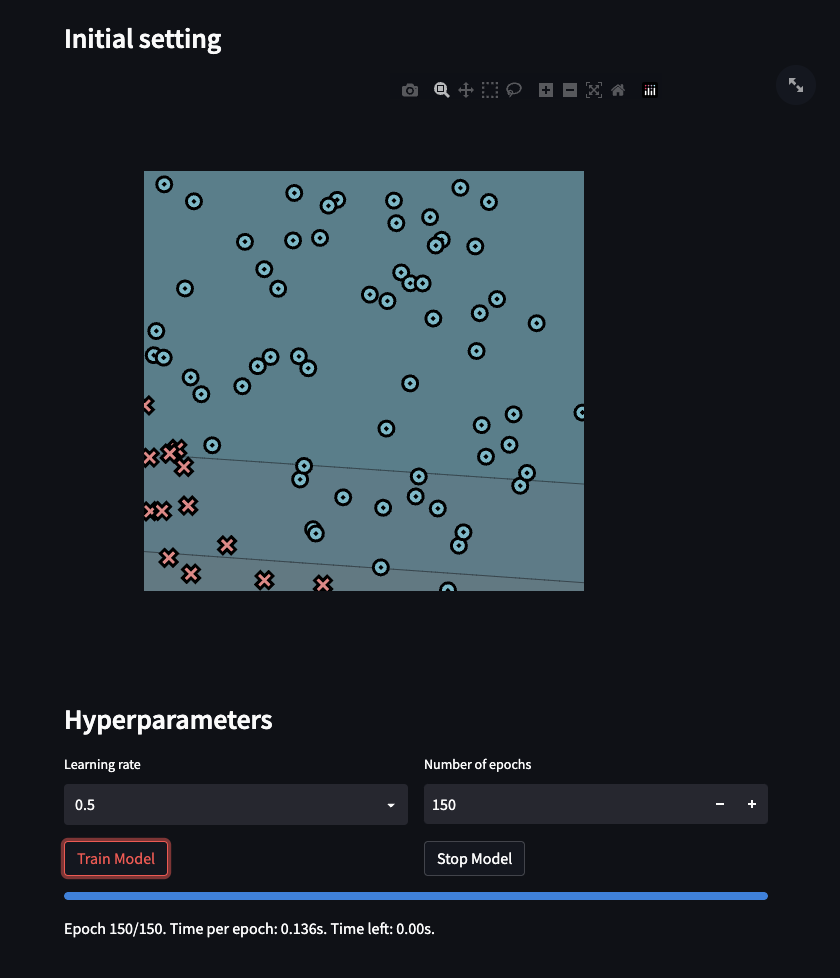 Initial setting
Hyperparameters
Learning rate
Number of epochs
0.5
150
Train Model
Stop Model
Epoch 150/150. Time per epoch: 0.136s. Time left: 0.00s.